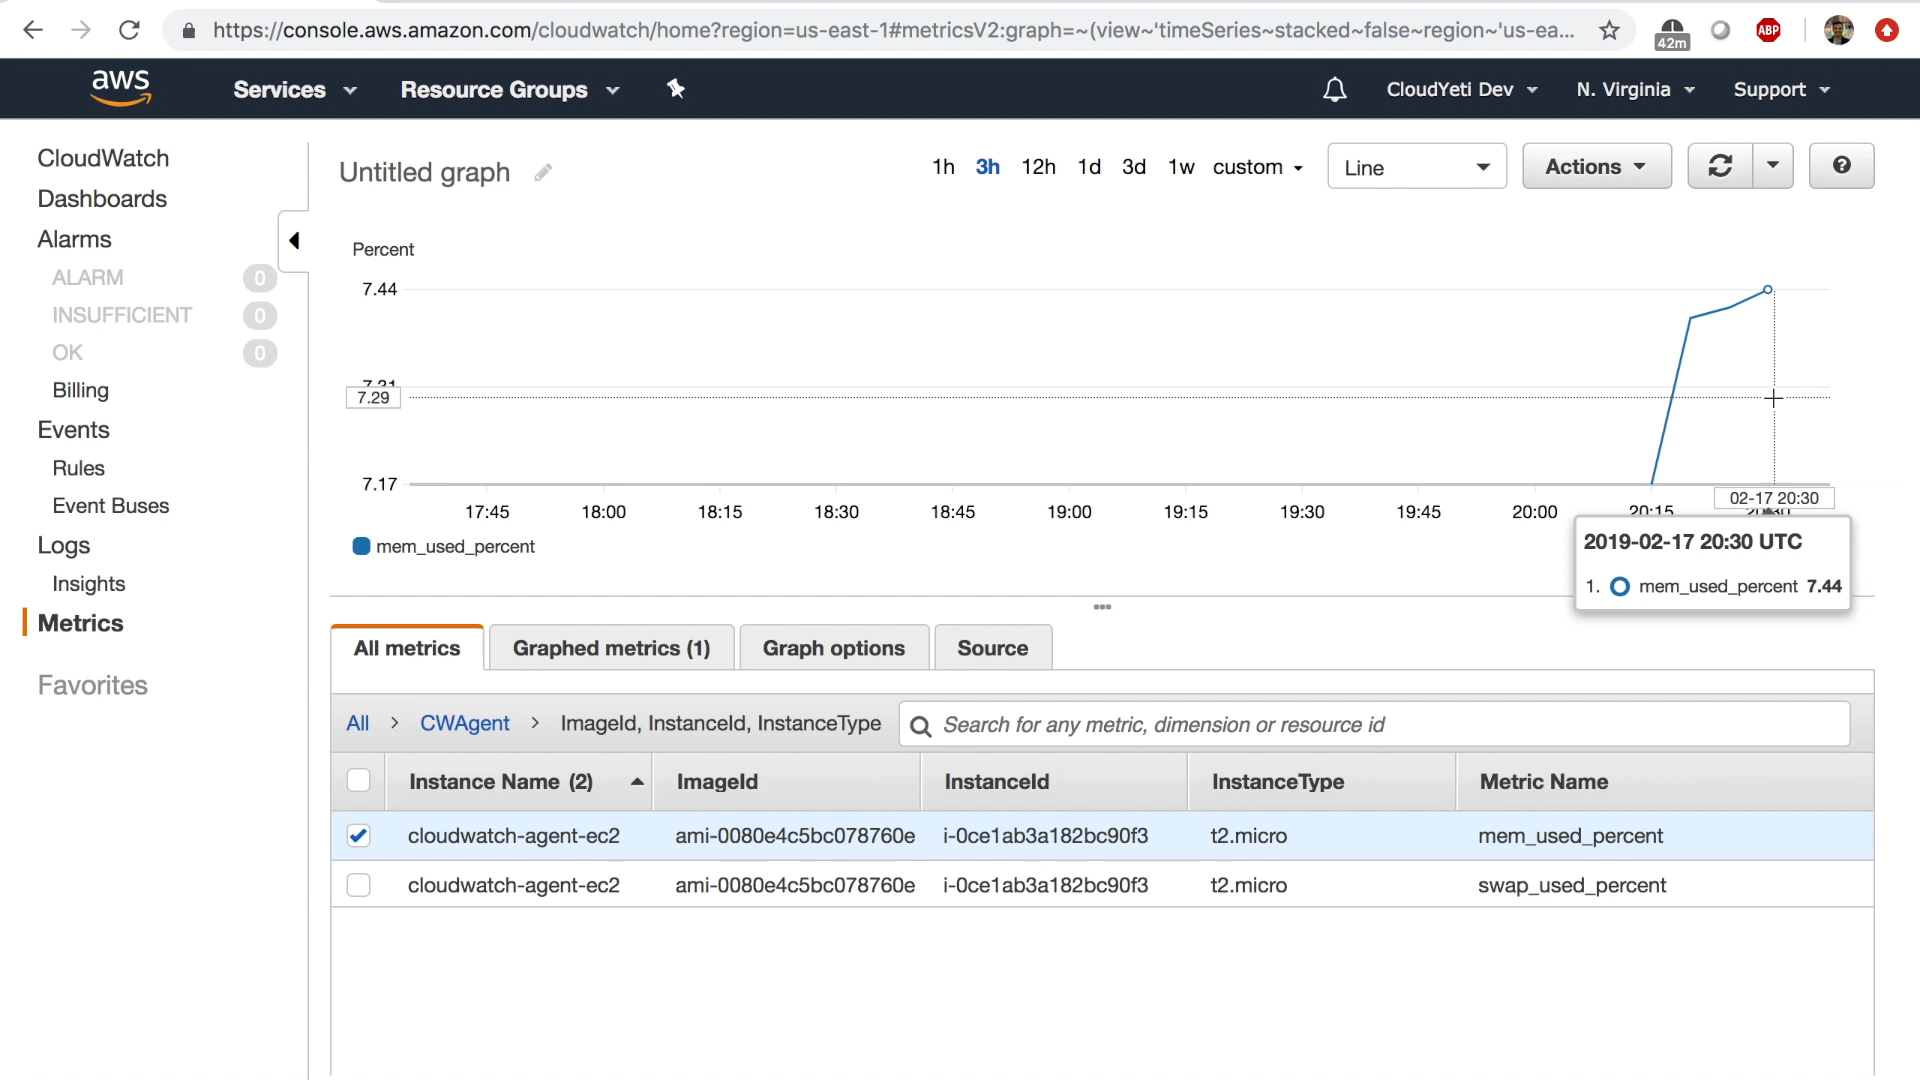 https://console.aws.amazon.com/cloudwatch/home?region=us-east-1#metricsV2:graph=~(view~'timeSeries~stacked~false~region~'us-ea...
42m
ABP
aws
Services
Resource Groups
CloudYeti Dev
N. Virginia
Support
CloudWatch
Dashboards
Alarms
ALARM 0
INSUFFICIENT 0
OK 0
Billing
Events
Rules
Event Buses
Logs
Insights
Metrics
Favorites
Untitled graph
1h 3h 12h 1d 3d 1w custom
Line
Actions
?
Percent
7.44
7.31
7.29
7.17
17:45 18:00 18:15 18:30 18:45 19:00 19:15 19:30 19:45 20:00 20:15 20:30
02-17 20:30
mem_used_percent
2019-02-17 20:30 UTC
1. mem_used_percent 7.44
All metrics
Graphed metrics (1)
Graph options
Source
All > CWAgent > ImageId, InstanceId, InstanceType
Search for any metric, dimension or resource id
Instance Name (2) ImageId InstanceId InstanceType Metric Name
cloudwatch-agent-ec2 ami-0080e4c5bc078760e i-0ce1ab3a182bc90f3 t2.micro mem_used_percent
cloudwatch-agent-ec2 ami-0080e4c5bc078760e i-0ce1ab3a182bc90f3 t2.micro swap_used_percent